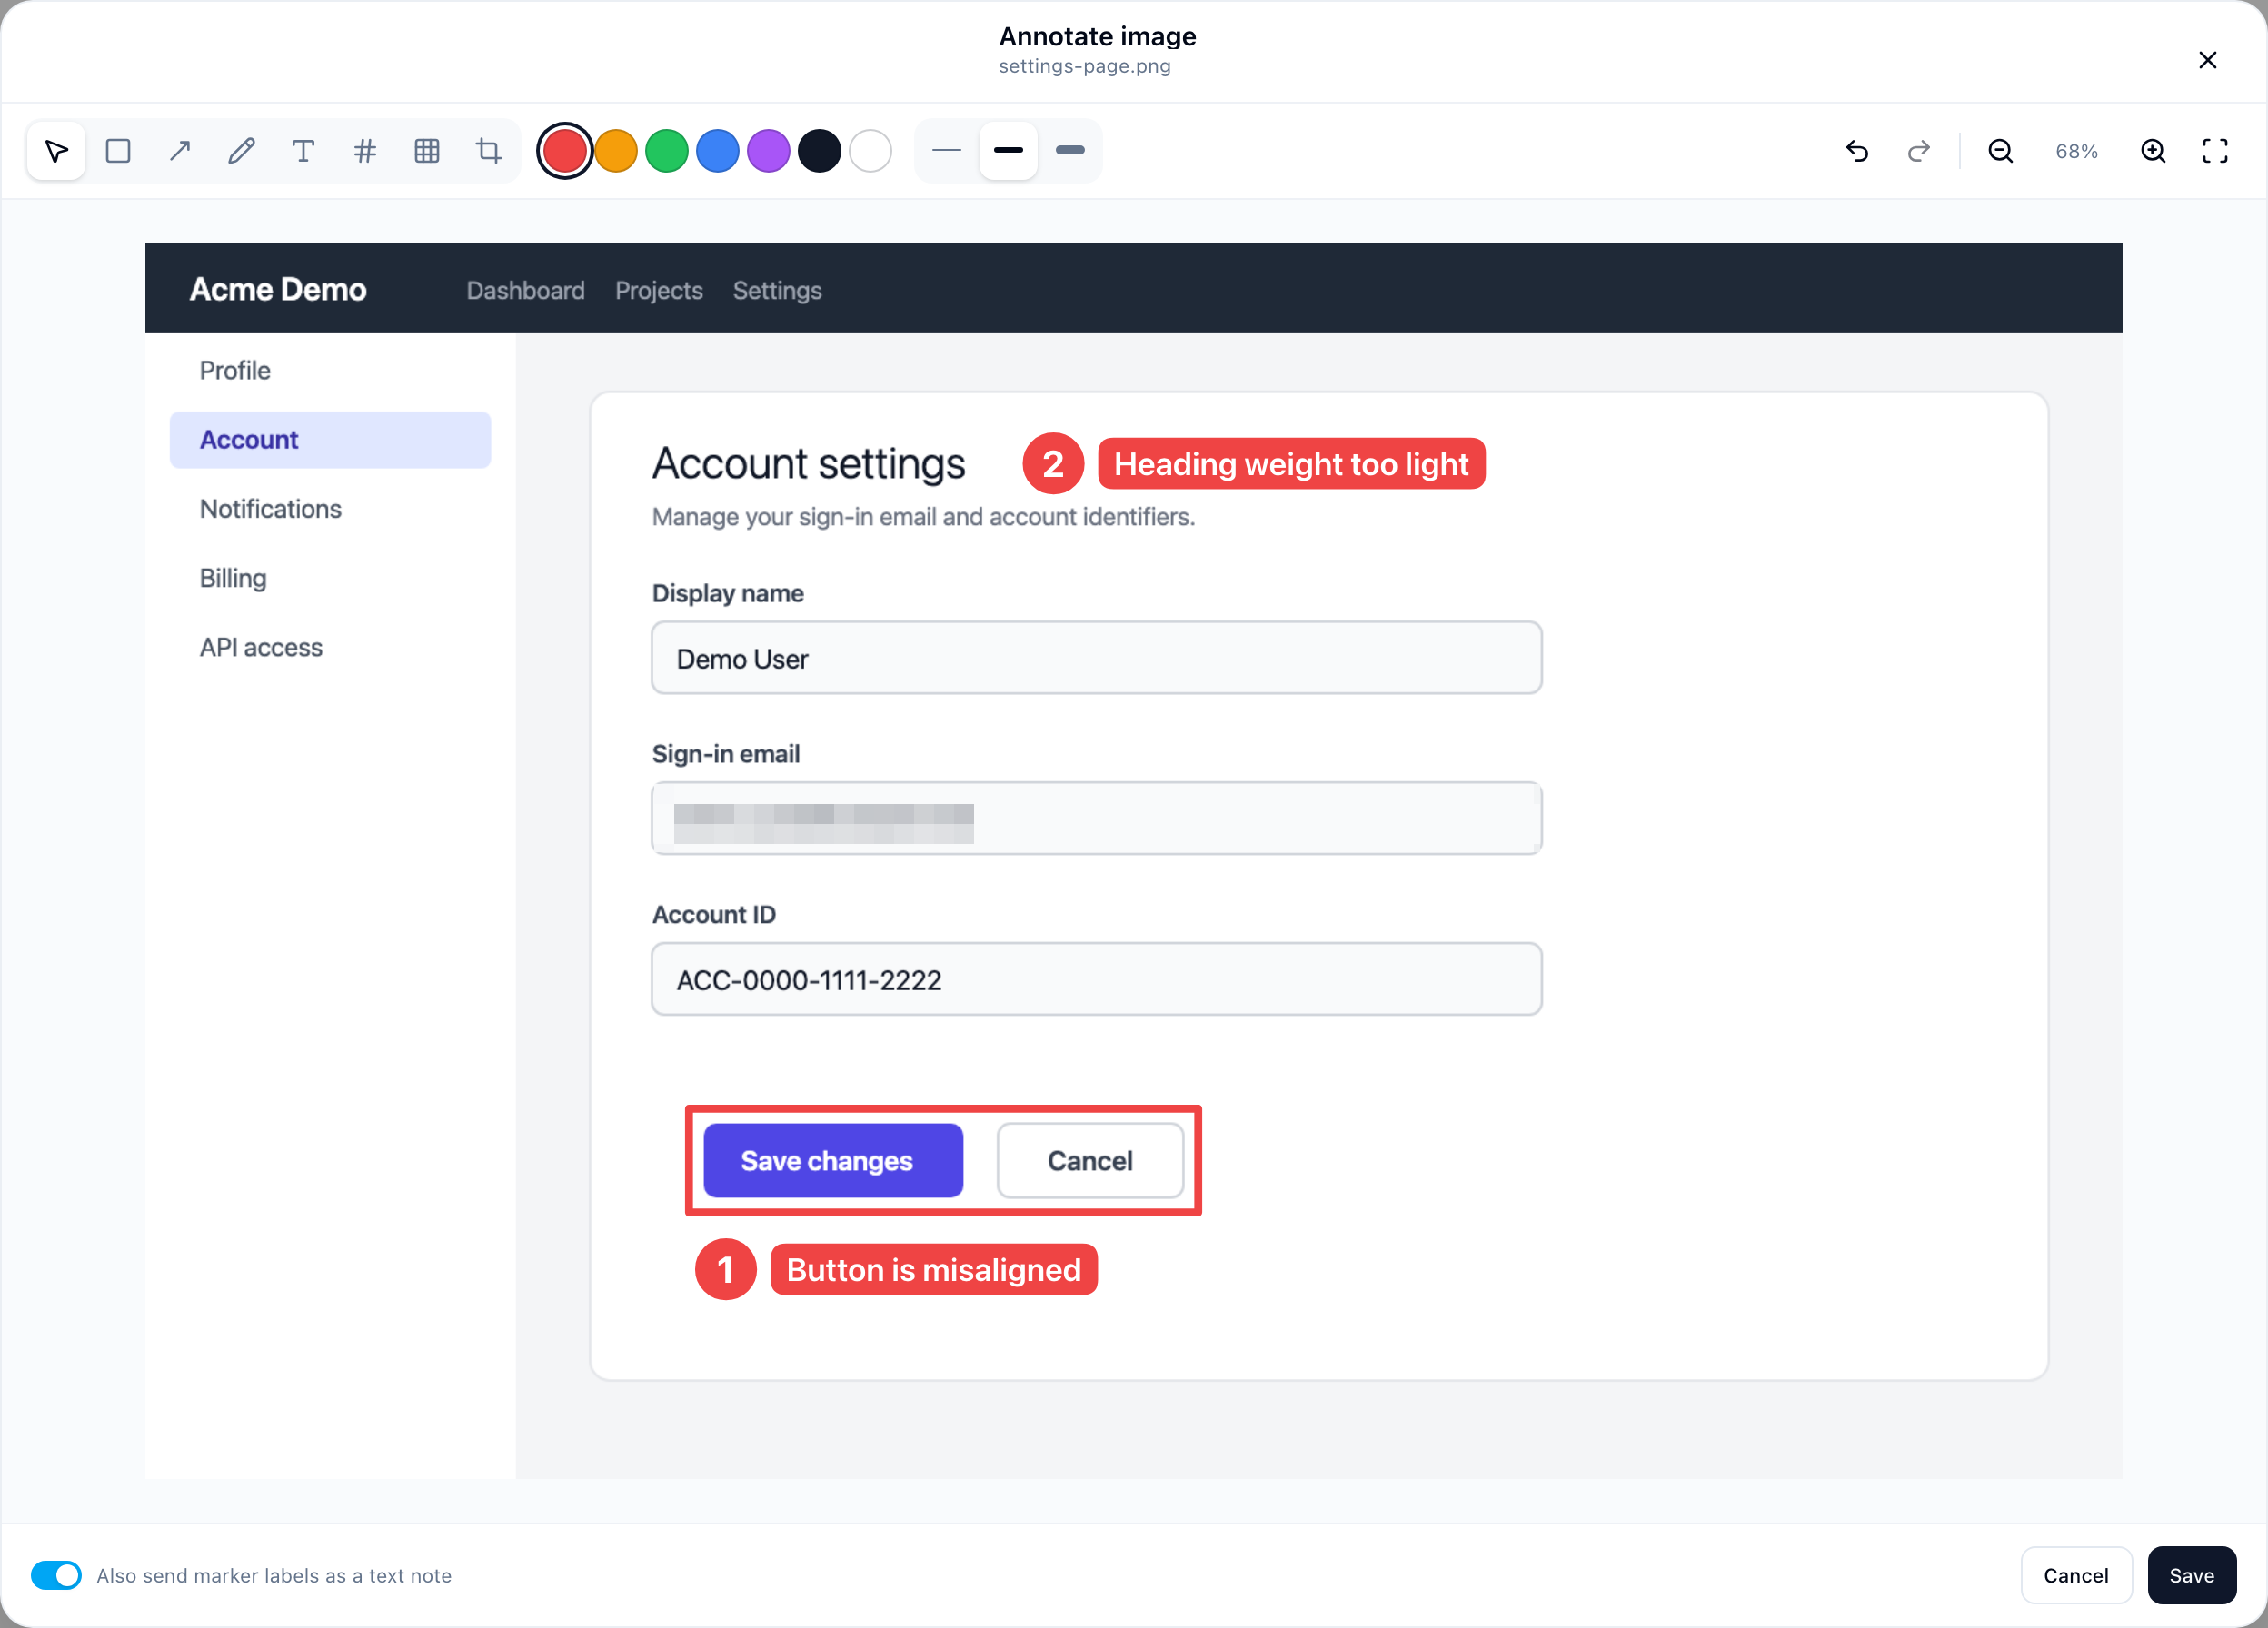 Annotate image
settings-page.png
68%
Acme Demo Dashboard Projects Settings
Profile
Account
Notifications
Billing
API access
Account settings
2 Heading weight too light
Manage your sign-in email and account identifiers.
Display name
Demo User
Sign-in email
Account ID
ACC-0000-1111-2222
Save changes Cancel
1 Button is misaligned
Also send marker labels as a text note
Cancel Save